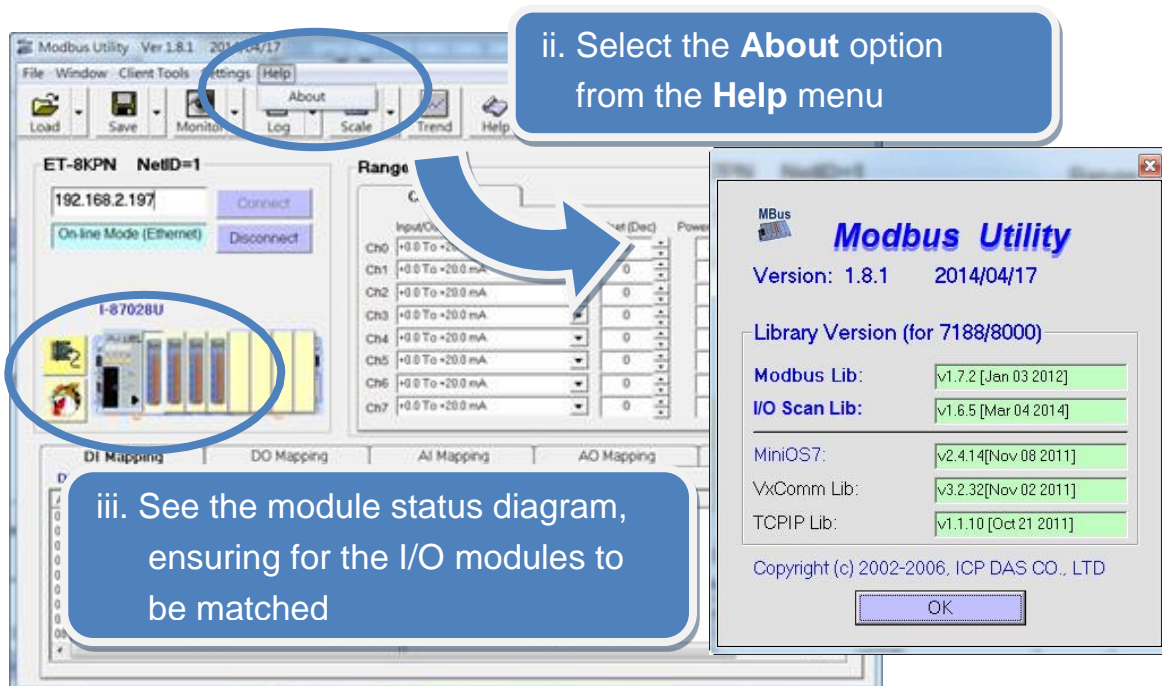 Modbus Utility Ver 1.8.1 2014/04/17
File Window Client Tools Settings Help
About
Load Save Monitor Log Scale Trend Help
ii. Select the About option
from the Help menu
ET-8KPN NetID=1
192.168.2.197 Connect
On-line Mode (Ethernet) Disconnect
I-87028U
Range
(Dec) Power
Ch0 +0.0 To +20
Ch1 +0.0 To +20.0 0
Ch2 +0.0 To +20.0 mA 0
Ch3 +0.0 To +20.0 mA 0
Ch4 +0.0 To +20.0 mA 0
Ch5 +0.0 To +20.0 mA 0
Ch6 +0.0 To +20.0 mA 0
Ch7 +0.0 To +20.0 mA 0
DI Mapping DO Mapping AI Mapping AO Mapping
iii. See the module status diagram,
ensuring for the I/O modules to
be matched
MBus
Modbus Utility
Version: 1.8.1 2014/04/17
Library Version (for 7188/8000)
Modbus Lib: v1.7.2 [Jan 03 2012]
I/O Scan Lib: v1.6.5 [Mar 04 2014]
MiniOS7: v2.4.14[Nov 08 2011]
VxComm Lib: v3.2.32[Nov 02 2011]
TCPIP Lib: v1.1.10 [Oct 21 2011]
Copyright (c) 2002-2006, ICP DAS CO., LTD
OK